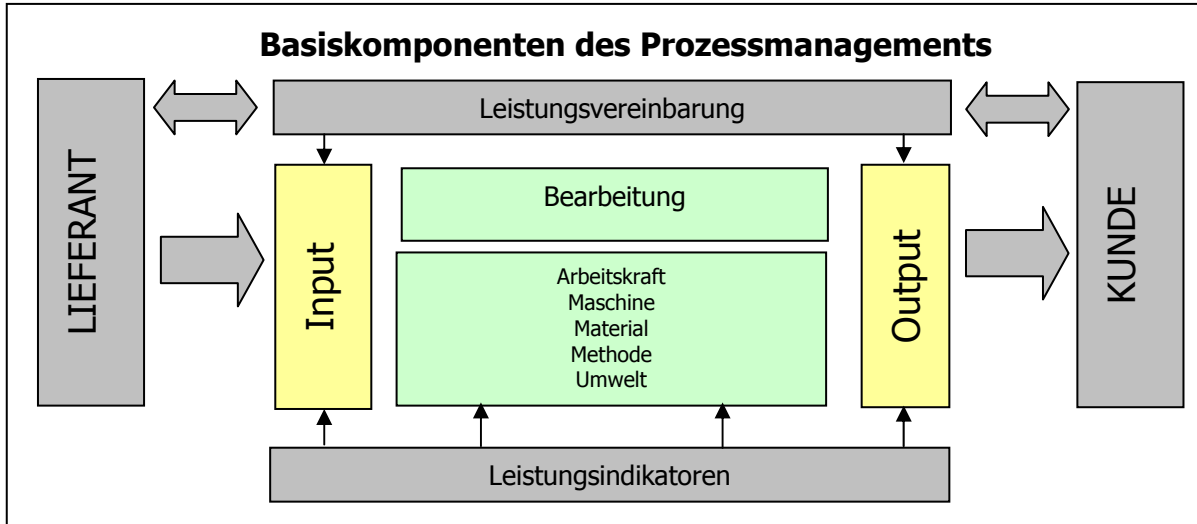 Basiskomponenten des Prozessmanagements
LIEFERANT
Leistungsvereinbarung
Input
Bearbeitung
Arbeitskraft
Maschine
Material
Methode
Umwelt
Output
KUNDE
Leistungsindikatoren